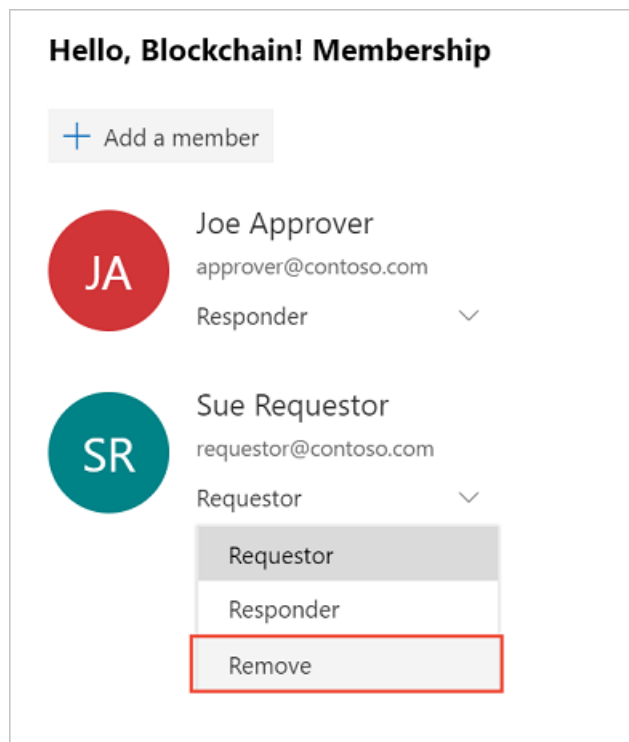 Hello, Blockchain! Membership
+ Add a member
JA
Joe Approver
approver@contoso.com
Responder
SR
Sue Requestor
requestor@contoso.com
Requestor
Requestor
Responder
Remove